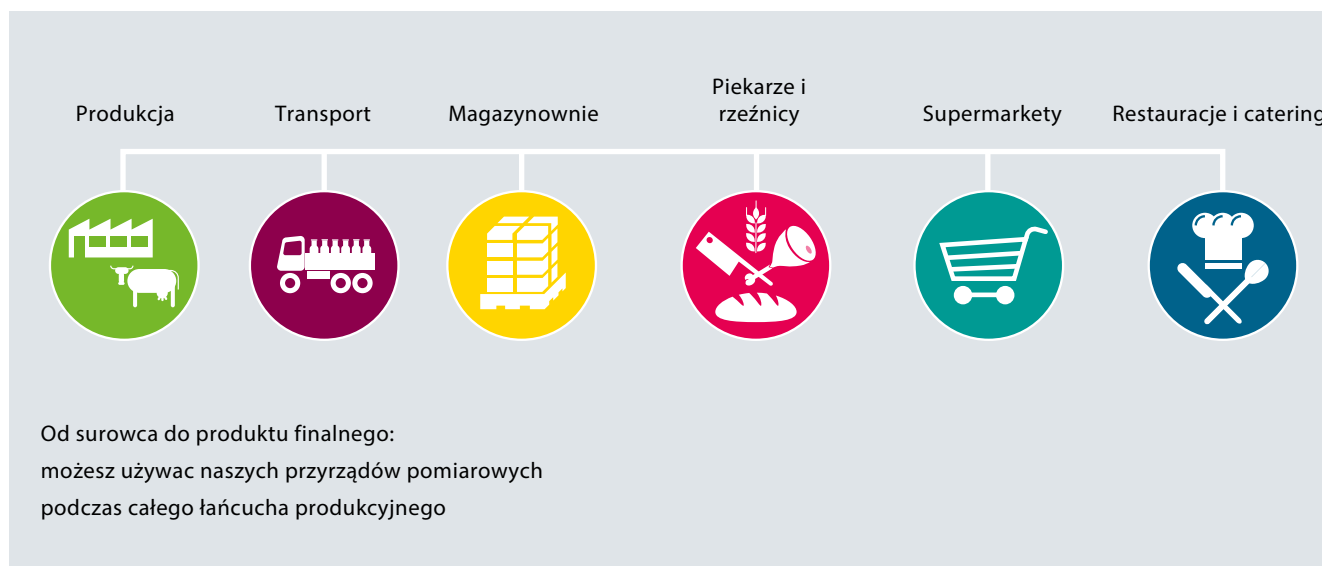 Produkcja
Transport
Magazynownie
Piekarze i
rzeźnicy
Supermarkety
Restauracje i catering
Od surowca do produktu finalnego:
możesz używac naszych przyrządów pomiarowych
podczas całego łańcucha produkcyjnego